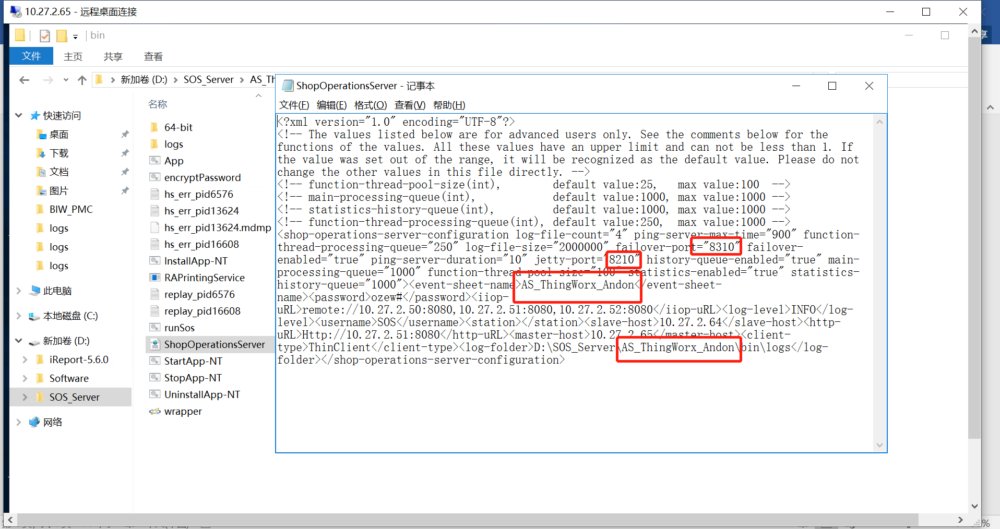 10.27.2.65 - 远程桌面连接
bin
文件 主页 共享 查看
新加卷 (D:) SOS_Server
享
快速访问
桌面
下载
文档
图片
BIW_PMC
logs
logs
logs
此电脑
本地磁盘 (C:)
新加卷 (D:)
iReport-5.6.0
Software
SOS_Server
网络
名称
64-bit
logs
App
encryptPassword
hs_err_pid6576
hs_err_pid13624
hs_err_pid13624.mdmp
hs_err_pid16608
InstallApp-NT
RAPrintingService
replay_pid6576
replay_pid16608
runSos
ShopOperationsServer
StartApp-NT
StopApp-NT
UninstallApp-NT
wrapper
ShopOperationsServer - 记事本
文件(F) 编辑(E) 格式(O) 查看(V) 帮助(H)
<?xml version="1.0" encoding="UTF-8"?>
<!-- The values listed below are for advanced users only. See the comments below for the
functions of the values. All these values have an upper limit and can not be less than 1. If
the value was set out of the range, it will be recognized as the default value. Please do not
change the other values in this file directly. -->
<!-- function-thread-pool-size(int), default value:25, max value:100 -->
<!-- main-processing-queue(int), default value:1000, max value:1000 -->
<!-- statistics-history-queue(int), default value:1000, max value:1000 -->
<!-- function-thread-processing-queue(int), default value:250, max value:1000 -->
<shop-operations-server-configuration log-file-count="4" ping-server-max-time="900" function-
thread-processing-queue="250" log-file-size="2000000" failover-port="8310" failover-
enabled="true" ping-server-duration="10" jetty-port="8210" history-queue-enabled="true" main-
processing-queue="1000" function-thread-pool-size="100" statistics-enabled="true" statistics-
history-queue="1000"><event-sheet-name>AS_ThingWorx_Andon</event-sheet-
name><password>ozew#</password><iiop-
uRL>remote://10.27.2.50:8080,10.27.2.51:8080,10.27.2.52:8080</iiop-uRL><log-level>INFO</log-
level><username>SOS</username><station></station><slave-host>10.27.2.64</slave-host><http-
uRL>Http://10.27.2.51:8080</http-uRL><master-host>10.27.2.65</master-host><client-
type>ThinClient</client-type><log-folder>D:\SOS_Server\AS_ThingWorx_Andon\bin\logs</log-
folder></shop-operations-server-configuration>